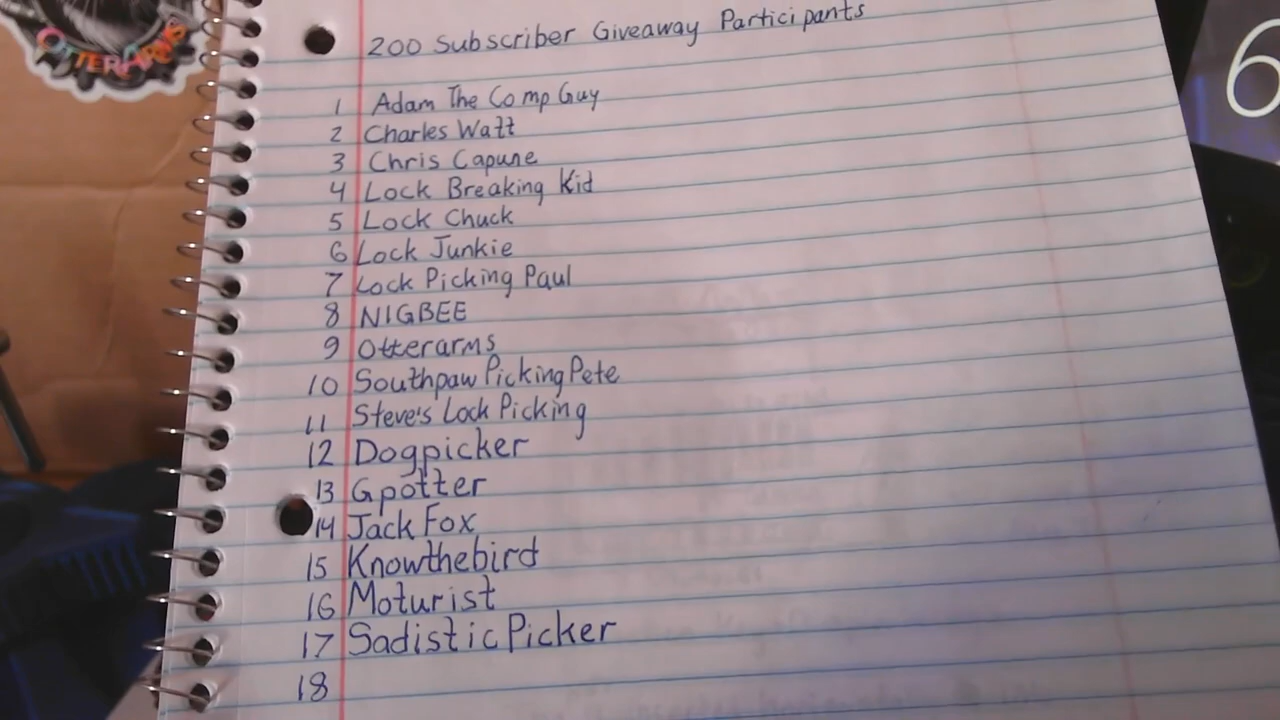 OTTERARMS
200 Subscriber Giveaway Participants
1 Adam The Comp Guy
2 Charles Watt
3 Chris Capune
4 Lock Breaking Kid
5 Lock Chuck
6 Lock Junkie
7 Lock Picking Paul
8 NIGBEE
9 Otterarms
10 Southpaw Picking Pete
11 Steve's Lock Picking
12 Dogpicker
13 Gpotter
14 Jack Fox
15 Knowthebird
16 Moturist
17 Sadistic Picker
18
6